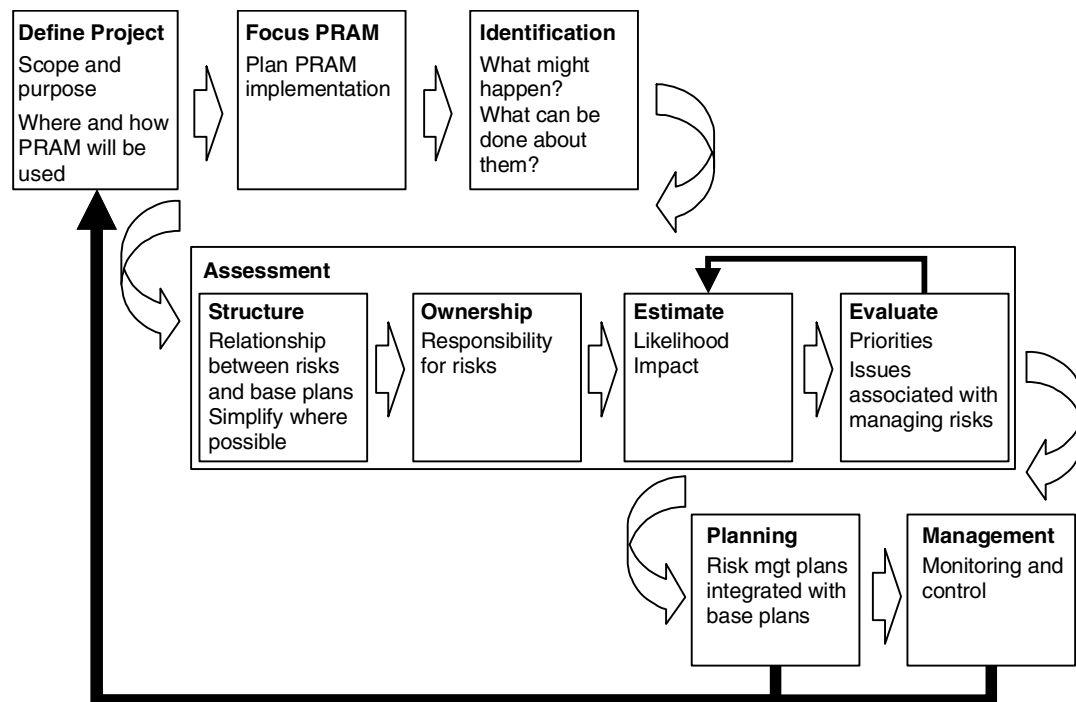 Define Project
Scope and
purpose
Where and how
PRAM will be
used
Focus PRAM
Plan PRAM
implementation
Identification
What might
happen?
What can be
done about
them?
Assessment
Structure
Relationship
between risks
and base plans
Simplify where
possible
Ownership
Responsibility
for risks
Estimate
Likelihood
Impact
Evaluate
Priorities
Issues
associated with
managing risks
Planning
Risk mgt plans
integrated with
base plans
Management
Monitoring and
control